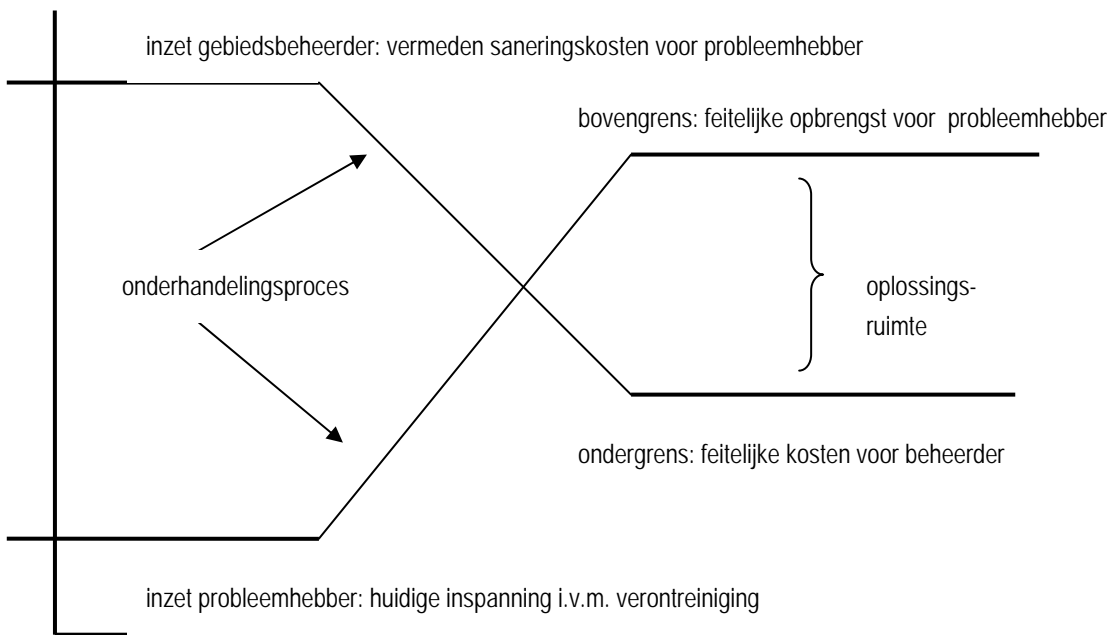 inzet gebiedsbeheerder: vermeden saneringskosten voor probleemhebber
bovengrens: feitelijke opbrengst voor probleemhebber
onderhandelingsproces
oplossings-
ruimte
ondergrens: feitelijke kosten voor beheerder
inzet probleemhebber: huidige inspanning i.v.m. verontreiniging